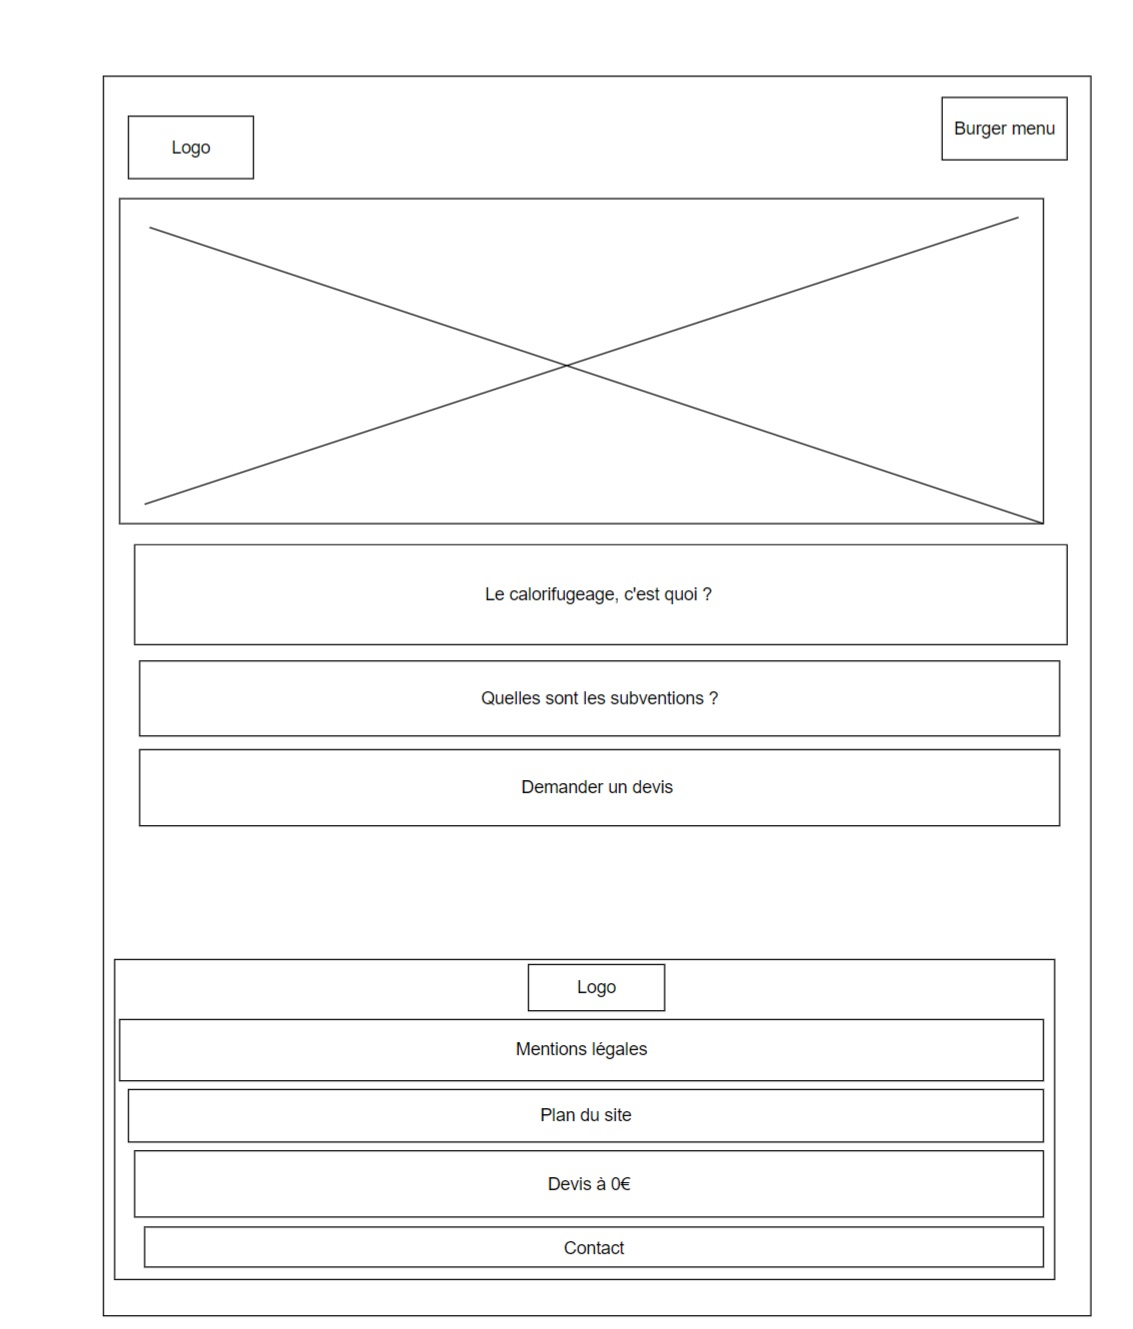 Logo
Burger menu
Le calorifugeage, c'est quoi ?
Quelles sont les subventions ?
Demander un devis
Logo
Mentions légales
Plan du site
Devis à 0€
Contact